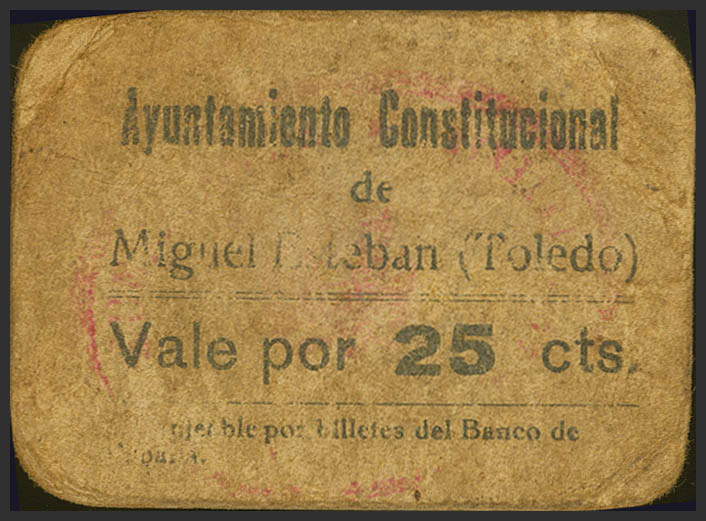 Ayuntamiento Constitucional
de
Miguel Esteban (Toledo)
Vale por 25 cts.
por billetes del Banco de